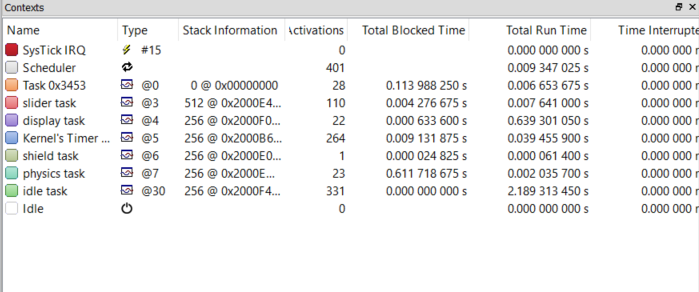 Contexts
Name Type Stack Information Activations Total Blocked Time Total Run Time Time Interrupte
SysTick IRQ #15 0 0.000 000 000 s 0.000 000 r
Scheduler 401 0.009 347 025 s 0.000 000 r
Task 0x3453 @0 0 @ 0x00000000 28 0.113 988 250 s 0.006 653 675 s 0.000 000 r
slider task @3 512 @ 0x2000E4... 110 0.004 276 675 s 0.007 641 000 s 0.000 000 r
display task @4 256 @ 0x2000F0... 22 0.000 633 600 s 0.639 301 050 s 0.000 000 r
Kernel's Timer ... @5 256 @ 0x2000B6... 264 0.009 131 875 s 0.039 455 900 s 0.000 000 r
shield task @6 256 @ 0x2000E0... 1 0.000 024 825 s 0.000 061 400 s 0.000 000 r
physics task @7 256 @ 0x2000E... 23 0.611 718 675 s 0.002 035 700 s 0.000 000 r
idle task @30 256 @ 0x2000F4... 331 0.000 000 000 s 2.189 313 450 s 0.000 000 r
Idle 0 0.000 000 000 s 0.000 000 r